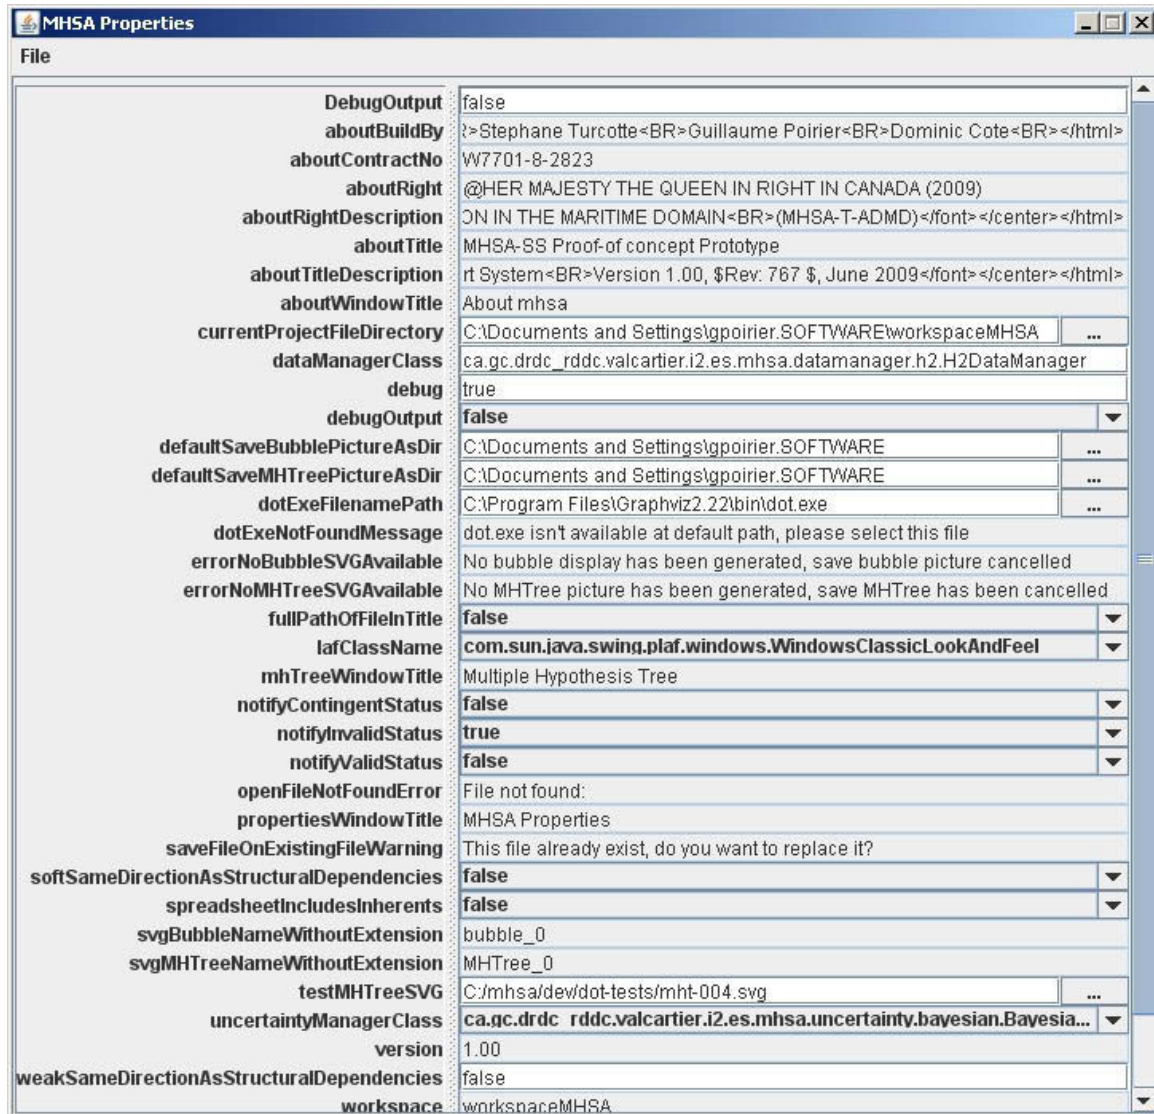 MHSA Properties
File
DebugOutput false
aboutBuildBy R>Stephane Turcotte<BR>Guillaume Poirier<BR>Dominic Cote<BR></html>
aboutContractNo W7701-8-2823
aboutRight @HER MAJESTY THE QUEEN IN RIGHT IN CANADA (2009)
aboutRightDescription ON IN THE MARITIME DOMAIN<BR>(MHSA-T-ADMD)</font></center></html>
aboutTitle MHSA-SS Proof-of concept Prototype
aboutTitleDescription rt System<BR>Version 1.00, $Rev: 767 $, June 2009</font></center></html>
aboutWindowTitle About mhsa
currentProjectFileDirectory C:\Documents and Settings\gpoirier.SOFTWARE\workspaceMHSA ...
dataManagerClass ca.gc.drdc_rddc.valcartier.i2.es.mhsa.datamanager.h2.H2DataManager
debug true
debugOutput false
defaultSaveBubblePictureAsDir C:\Documents and Settings\gpoirier.SOFTWARE ...
defaultSaveMHTreePictureAsDir C:\Documents and Settings\gpoirier.SOFTWARE ...
dotExeFilenamePath C:\Program Files\Graphviz2.22\bin\dot.exe ...
dotExeNotFoundMessage dot.exe isn't available at default path, please select this file
errorNoBubbleSVGAvailable No bubble display has been generated, save bubble picture cancelled
errorNoMHTreeSVGAvailable No MHTree picture has been generated, save MHTree has been cancelled
fullPathOfFileInTitle false
lafClassName com.sun.java.swing.plaf.windows.WindowsClassicLookAndFeel
mhTreeWindowTitle Multiple Hypothesis Tree
notifyContingentStatus false
notifyInvalidStatus true
notifyValidStatus false
openFileNotFoundError File not found:
propertiesWindowTitle MHSA Properties
saveFileOnExistingFileWarning This file already exist, do you want to replace it?
softSameDirectionAsStructuralDependencies false
spreadsheetIncludesInherents false
svgBubbleNameWithoutExtension bubble_0
svgMHTreeNameWithoutExtension MHTree_0
testMHTreeSVG C:/mhsa/dev/dot-tests/mht-004.svg ...
uncertaintyManagerClass ca.gc.drdc_rddc.valcartier.i2.es.mhsa.uncertainty.bayesian.Bayesia...
version 1.00
weakSameDirectionAsStructuralDependencies false
workspace workspaceMHSA